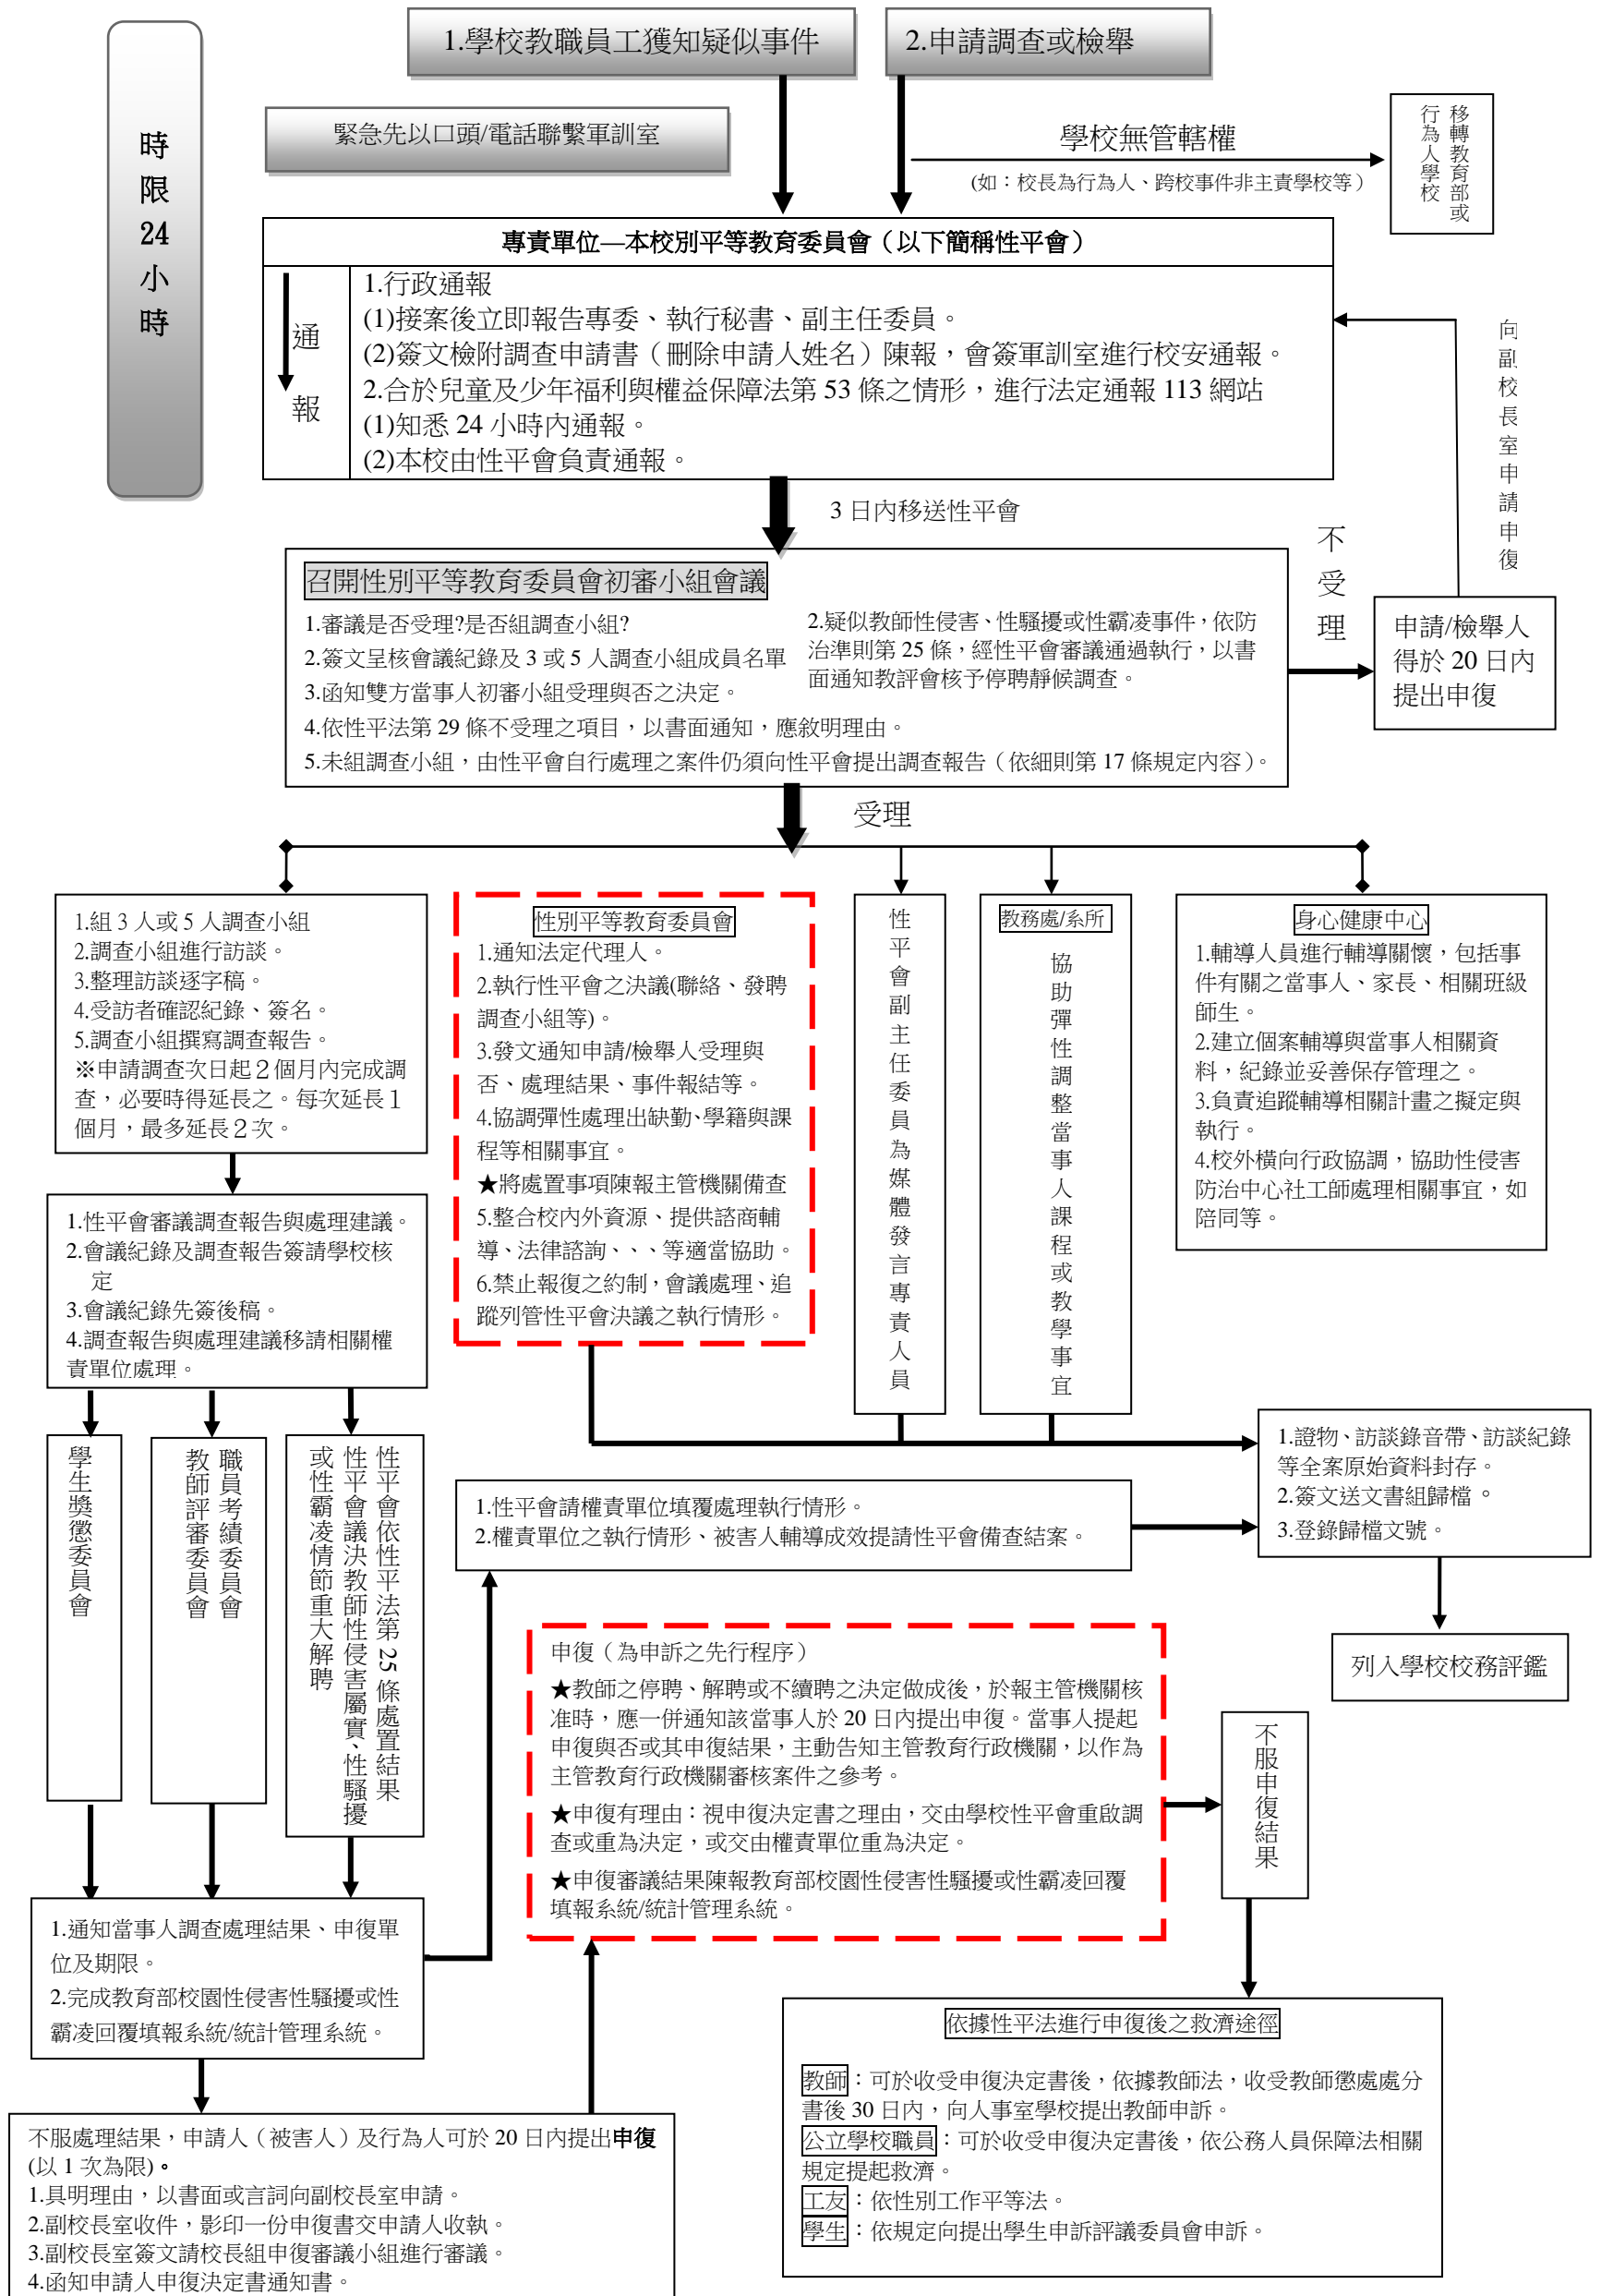 時
限
24
小
時
1.學校教職員工獲知疑似事件
2.申請調查或檢舉
緊急先以口頭/電話聯繫軍訓室
學校無管轄權
(如：校長為行為人、跨校事件非主責學校等）
移轉教育部或
行為人學校
專責單位—本校別平等教育委員會（以下簡稱性平會）
通
報
1.行政通報
(1)接案後立即報告專委、執行秘書、副主任委員。
(2)簽文檢附調查申請書（刪除申請人姓名）陳報，會簽軍訓室進行校安通報。
2.合於兒童及少年福利與權益保障法第 53 條之情形，進行法定通報 113 網站
(1)知悉 24 小時內通報。
(2)本校由性平會負責通報。
向副校長室申請申復
3 日內移送性平會
召開性別平等教育委員會初審小組會議
1.審議是否受理?是否組調查小組?
2.簽文呈核會議紀錄及 3 或 5 人調查小組成員名單
3.函知雙方當事人初審小組受理與否之決定。
2.疑似教師性侵害、性騷擾或性霸凌事件，依防
治準則第 25 條，經性平會審議通過執行，以書
面通知教評會核予停聘靜候調查。
4.依性平法第 29 條不受理之項目，以書面通知，應敘明理由。
5.未組調查小組，由性平會自行處理之案件仍須向性平會提出調查報告（依細則第 17 條規定內容）。
不受理
申請/檢舉人
得於 20 日內
提出申復
受理
1.組 3 人或 5 人調查小組
2.調查小組進行訪談。
3.整理訪談逐字稿。
4.受訪者確認紀錄、簽名。
5.調查小組撰寫調查報告。
※申請調查次日起２個月內完成調
查，必要時得延長之。每次延長１
個月，最多延長２次。
性別平等教育委員會
1.通知法定代理人。
2.執行性平會之決議(聯絡、發聘
調查小組等)。
3.發文通知申請/檢舉人受理與
否、處理結果、事件報結等。
4.協調彈性處理出缺勤、學籍與課
程等相關事宜。
★將處置事項陳報主管機關備查
5.整合校內外資源、提供諮商輔
導、法律諮詢、、、等適當協助。
6.禁止報復之約制，會議處理、追
蹤列管性平會決議之執行情形。
性平會副主任委員為媒體發言專責人員
教務處/系所
協助彈性調整當事人課程或教學事宜
身心健康中心
1.輔導人員進行輔導關懷，包括事
件有關之當事人、家長、相關班級
師生。
2.建立個案輔導與當事人相關資
料，紀錄並妥善保存管理之。
3.負責追蹤輔導相關計畫之擬定與
執行。
4.校外橫向行政協調，協助性侵害
防治中心社工師處理相關事宜，如
陪同等。
1.性平會審議調查報告與處理建議。
2.會議紀錄及調查報告簽請學校核
定
3.會議紀錄先簽後稿。
4.調查報告與處理建議移請相關權
責單位處理。
學生獎懲委員會
職員考績委員會
教師評審委員會
性平會依性平法第 25 條處置結果
性平會議決教師性侵害屬實、性騷擾
或性霸凌情節重大解聘
1.性平會請權責單位填覆處理執行情形。
2.權責單位之執行情形、被害人輔導成效提請性平會備查結案。
1.證物、訪談錄音帶、訪談紀錄
等全案原始資料封存。
2.簽文送文書組歸檔。
3.登錄歸檔文號。
列入學校校務評鑑
申復（為申訴之先行程序）
★教師之停聘、解聘或不續聘之決定做成後，於報主管機關核
准時，應一併通知該當事人於 20 日內提出申復。當事人提起
申復與否或其申復結果，主動告知主管教育行政機關，以作為
主管教育行政機關審核案件之參考。
★申復有理由：視申復決定書之理由，交由學校性平會重啟調
查或重為決定，或交由權責單位重為決定。
★申復審議結果陳報教育部校園性侵害性騷擾或性霸凌回覆
填報系統/統計管理系統。
不服申復結果
1.通知當事人調查處理結果、申復單
位及期限。
2.完成教育部校園性侵害性騷擾或性
霸凌回覆填報系統/統計管理系統。
不服處理結果，申請人（被害人）及行為人可於 20 日內提出申復
(以 1 次為限)。
1.具明理由，以書面或言詞向副校長室申請。
2.副校長室收件，影印一份申復書交申請人收執。
3.副校長室簽文請校長組申復審議小組進行審議。
4.函知申請人申復決定書通知書。
依據性平法進行申復後之救濟途徑
教師：可於收受申復決定書後，依據教師法，收受教師懲處處分
書後 30 日內，向人事室學校提出教師申訴。
公立學校職員：可於收受申復決定書後，依公務人員保障法相關
規定提起救濟。
工友：依性別工作平等法。
學生：依規定向提出學生申訴評議委員會申訴。